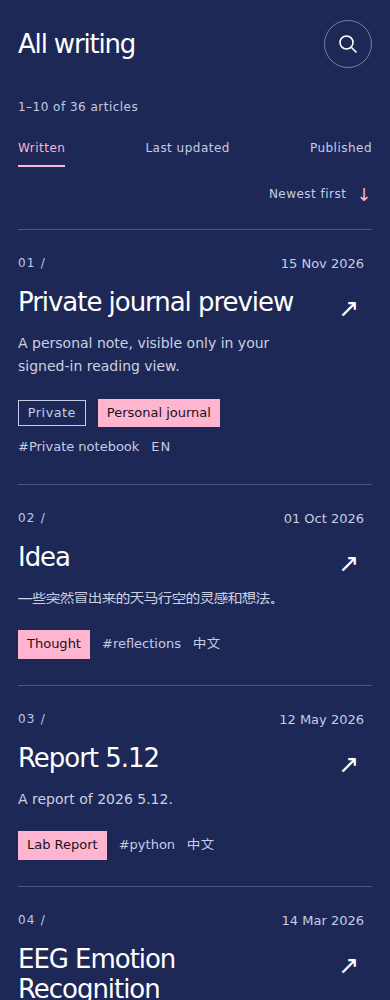 All writing
1–10 of 36 articles
Written Last updated Published
Newest first ↓
01 / 15 Nov 2026
Private journal preview ↗
A personal note, visible only in your
signed-in reading view.
Private Personal journal
#Private notebook EN
02 / 01 Oct 2026
Idea ↗
一些突然冒出来的天马行空的灵感和想法。
Thought #reflections 中文
03 / 12 May 2026
Report 5.12 ↗
A report of 2026 5.12.
Lab Report #python 中文
04 / 14 Mar 2026
EEG Emotion ↗
Recognition